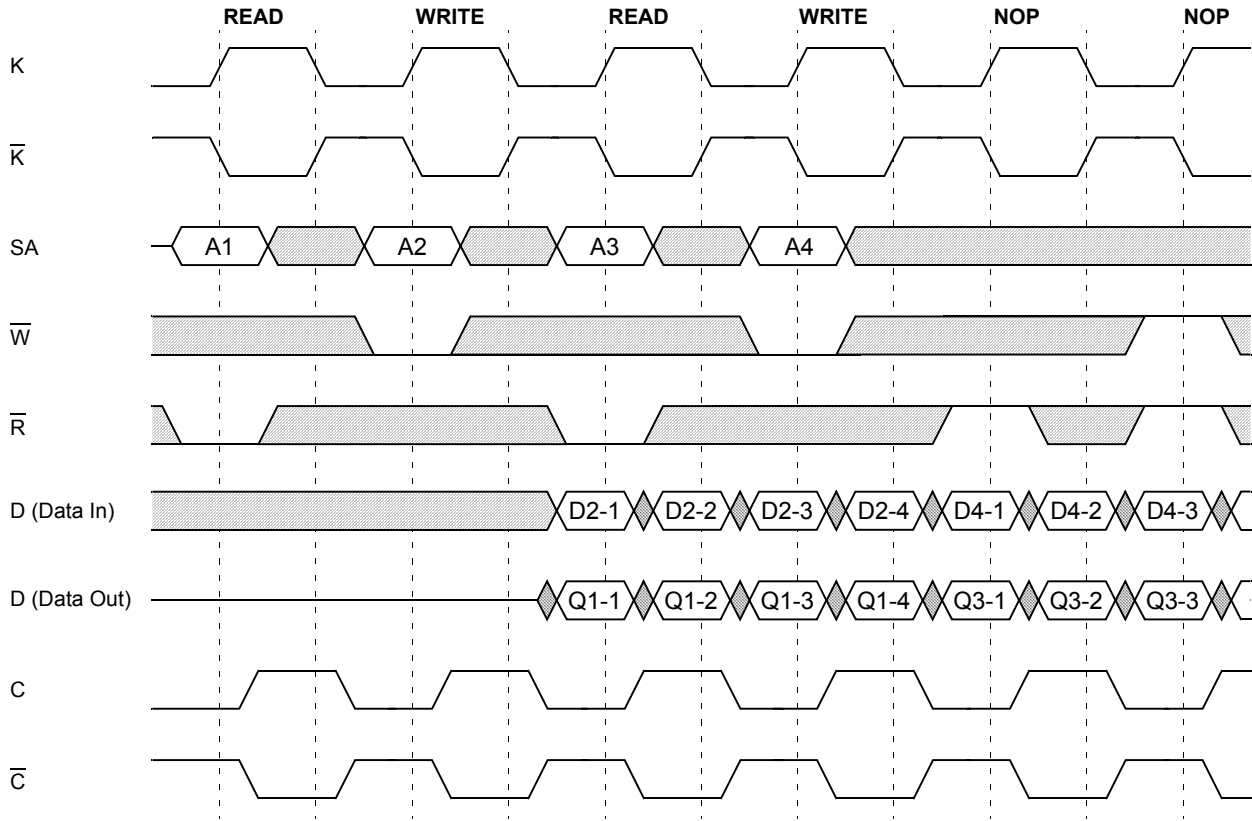 READ WRITE READ WRITE NOP NOP
K
K̅
SA A1 A2 A3 A4
W̅
R̅
D (Data In) D2-1 D2-2 D2-3 D2-4 D4-1 D4-2 D4-3
D (Data Out) Q1-1 Q1-2 Q1-3 Q1-4 Q3-1 Q3-2 Q3-3
C
C̅